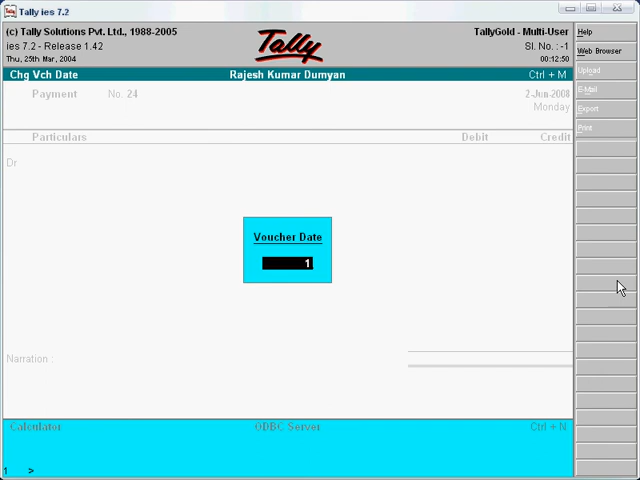 Tally ies 7.2
(c) Tally Solutions Pvt. Ltd., 1988-2005
ies 7.2 - Release 1.42
Thu, 25th Mar, 2004
Tally
TallyGold - Multi-User
Sl. No. : -1
00:12:50
Help
Web Browser
Upload
E-Mail
Export
Print
Chg Vch Date
Rajesh Kumar Dumyan
Ctrl + M
Payment No. 24
2-Jun-2008
Monday
Particulars Debit Credit
Dr
Voucher Date
1
Narration :
Calculator
ODBC Server
Ctrl + N
1 >